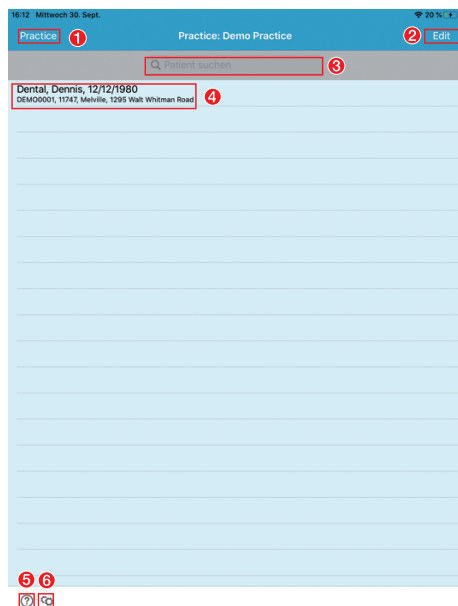 16:12 Mittwoch 30. Sept. 20 %
Practice 1 Practice: Demo Practice 2 Edit
Patient suchen 3
Dental, Dennis, 12/12/1980
DEMO0001, 11747, Melville, 1295 Walt Whitman Road 4
5 6
?